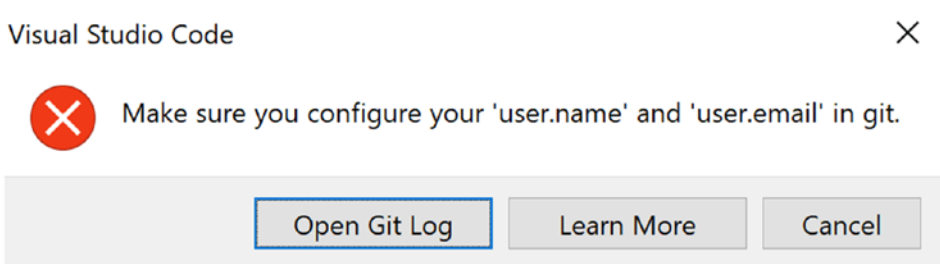 Visual Studio Code
Make sure you configure your 'user.name' and 'user.email' in git.
Open Git Log
Learn More
Cancel